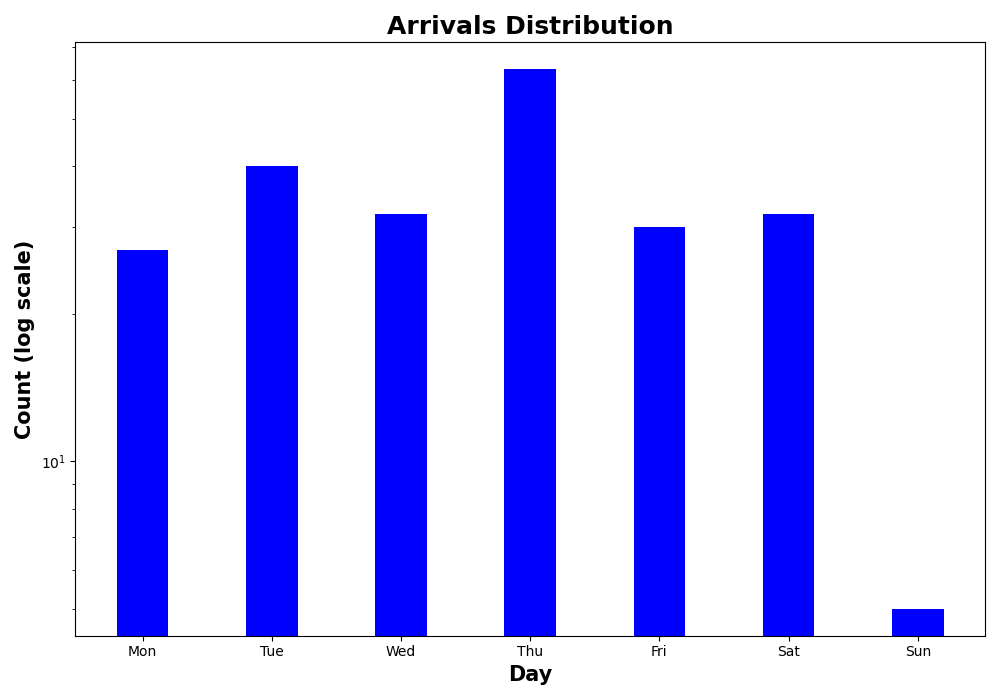 Arrivals Distribution
Count (log scale)
10¹
Mon Tue Wed Thu Fri Sat Sun
Day